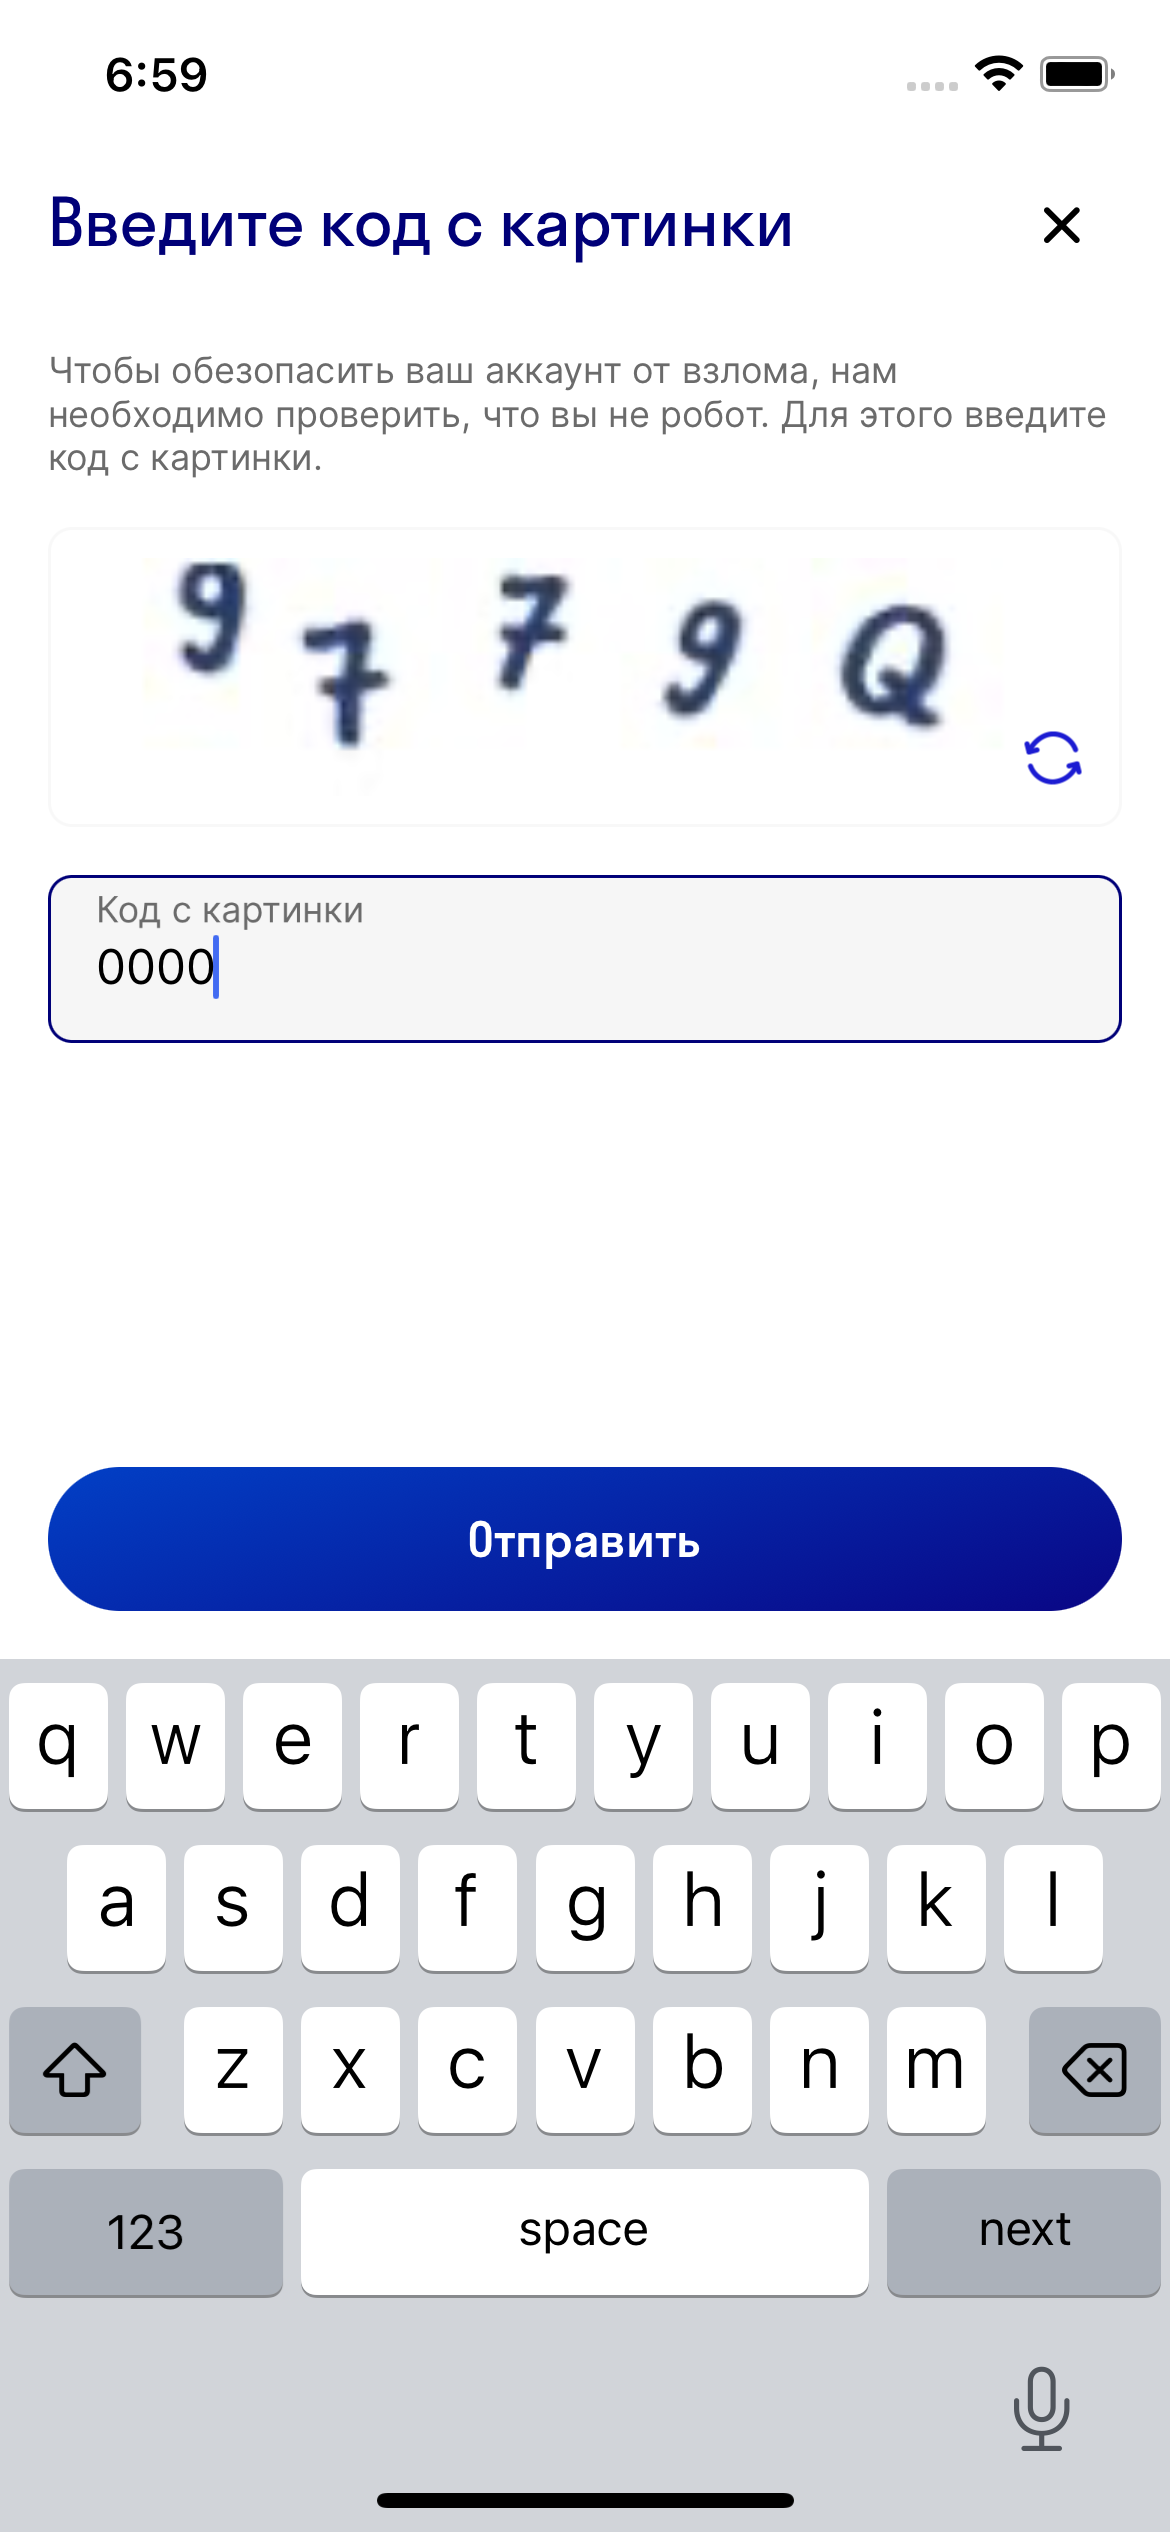 6:59
Введите код с картинки
Чтобы обезопасить ваш аккаунт от взлома, нам
необходимо проверить, что вы не робот. Для этого введите
код с картинки.
9 7 7 9 Q
Код с картинки
0000
Отправить
q w e r t y u i o p
a s d f g h j k l
z x c v b n m
123 space next